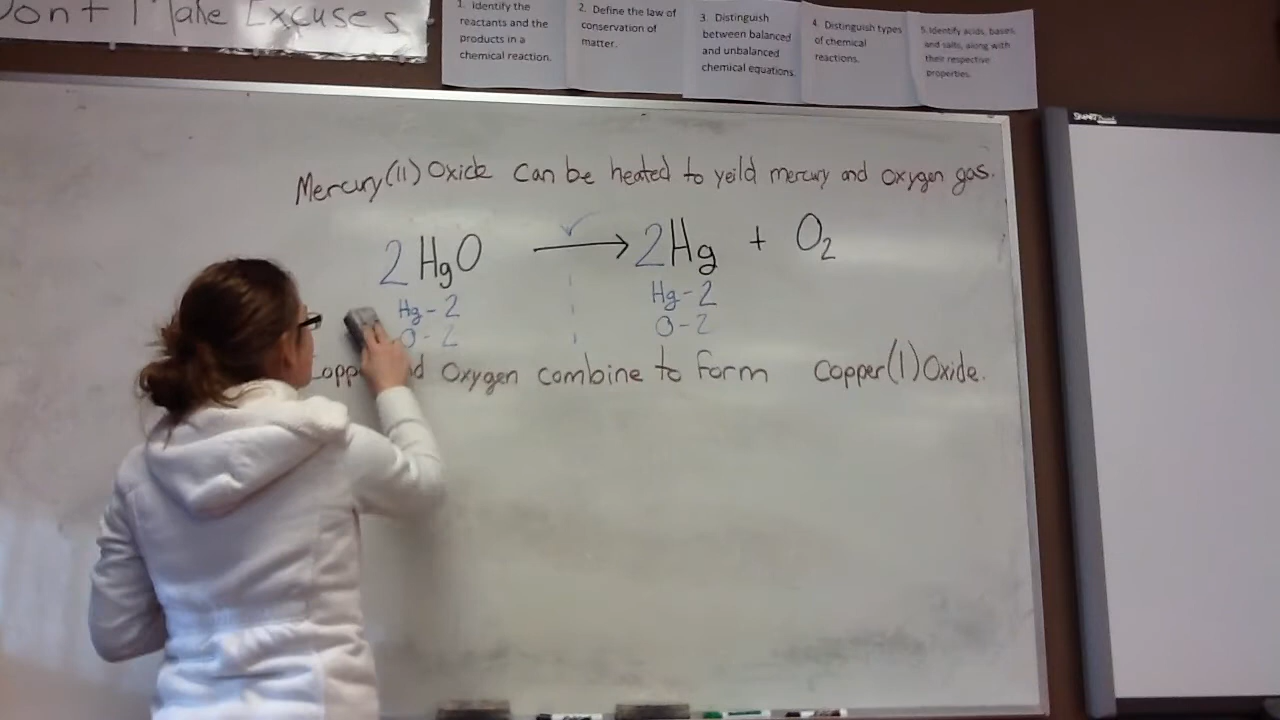 Don't Make Excuses
1. Identify the
reactants and the
products in a
chemical reaction.
2. Define the law of
conservation of
matter.
3. Distinguish
between balanced
and unbalanced
chemical equations.
4. Distinguish types
of chemical
reactions.
5. Identify acids, bases,
and salts, along with
their respective
properties.
SMART
Mercury(II) Oxide can be heated to yeild mercury and oxygen gas.
2HgO → 2Hg + O₂
Hg-2 Hg-2
O-2 O-2
Oxygen combine to form Copper(I) Oxide.